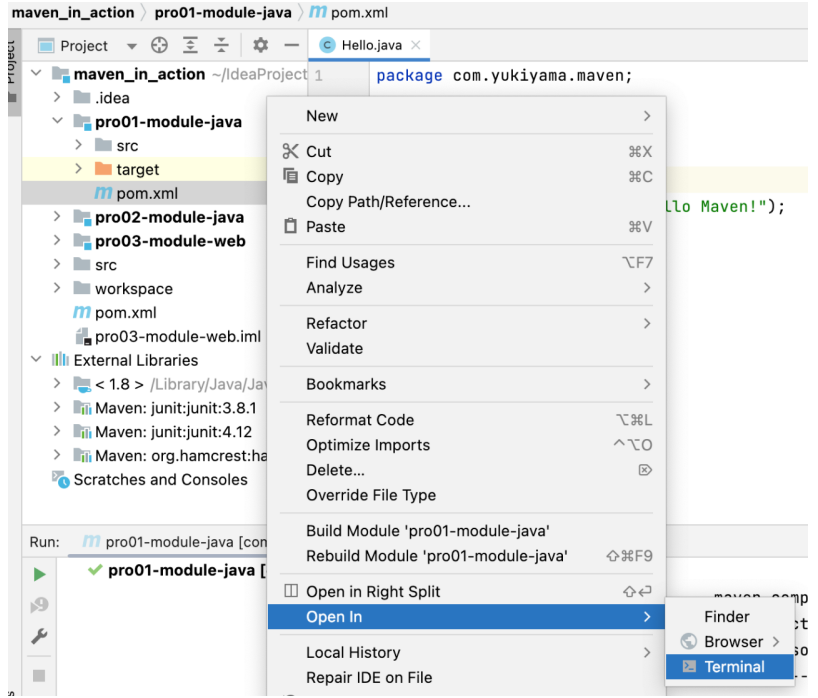 maven_in_action pro01-module-java pom.xml
Project
Project
Hello.java
maven_in_action ~/IdeaProject
1 package com.yukiyama.maven;
.idea
pro01-module-java
src
target
pom.xml
llo Maven!");
pro02-module-java
pro03-module-web
src
workspace
pom.xml
pro03-module-web.iml
External Libraries
< 1.8 > /Library/Java/Ja
Maven: junit:junit:3.8.1
Maven: junit:junit:4.12
Maven: org.hamcrest:ha
Scratches and Consoles
New
Cut ⌘X
Copy ⌘C
Copy Path/Reference...
Paste ⌘V
Find Usages ⌥F7
Analyze
Refactor
Validate
Bookmarks
Reformat Code ⌥⌘L
Optimize Imports ^⌥O
Delete... ⌦
Override File Type
Build Module 'pro01-module-java'
Rebuild Module 'pro01-module-java' ⇧⌘F9
Open in Right Split ⇧⏎
Open In
Local History
Repair IDE on File
Finder
Browser
Terminal
Run: pro01-module-java [con
pro01-module-java [